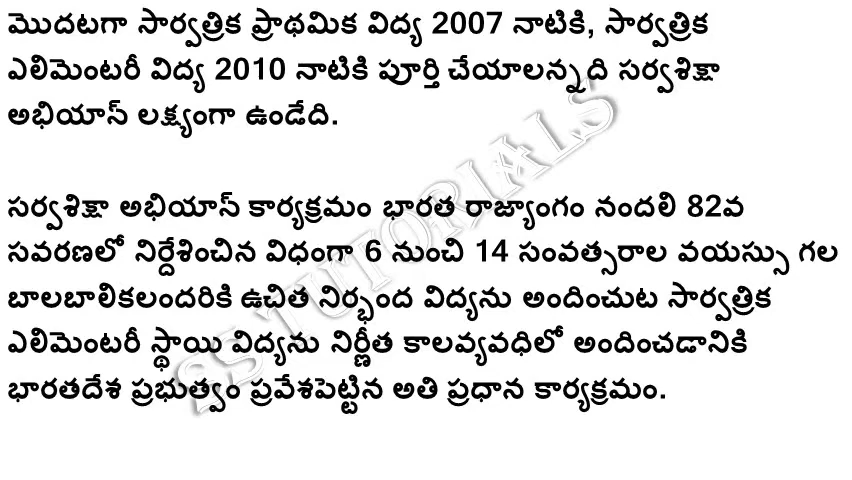 మొదటగా సార్వత్రిక ప్రాథమిక విద్య 2007 నాటికి, సార్వత్రిక
ఎలిమెంటరీ విద్య 2010 నాటికి పూర్తి చేయాలన్నది సర్వశిక్షా
అభియాన్ లక్ష్యంగా ఉండేది.
సర్వశిక్షా అభియాన్ కార్యక్రమం భారత రాజ్యాంగం నందలి 82వ
సవరణలో నిర్దేశించిన విధంగా 6 నుంచి 14 సంవత్సరాల వయస్సు గల
బాలబాలికలందరికి ఉచిత నిర్భంద విద్యను అందించుట సార్వత్రిక
ఎలిమెంటరీ స్థాయి విద్యను నిర్ణీత కాలవ్యవధిలో అందించడానికి
భారతదేశ ప్రభుత్వం ప్రవేశపెట్టిన అతి ప్రధాన కార్యక్రమం.
SS TUTORIALS